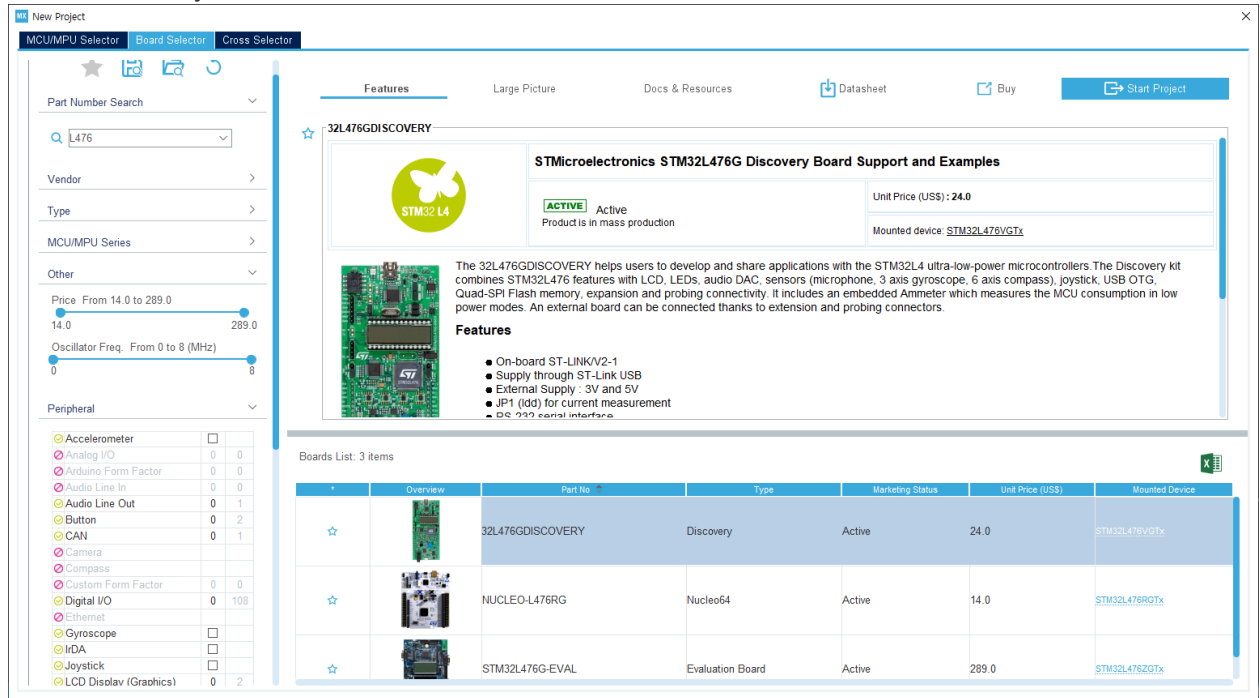 MX New Project
MCU/MPU Selector Board Selector Cross Selector
Part Number Search
L476
Vendor
Type
MCU/MPU Series
Other
Price From 14.0 to 289.0
14.0 289.0
Oscillator Freq. From 0 to 8 (MHz)
0 8
Peripheral
Accelerometer
Analog I/O 0 0
Arduino Form Factor 0 0
Audio Line In 0 0
Audio Line Out 0 1
Button 0 2
CAN 0 1
Camera
Compass
Custom Form Factor 0 0
Digital I/O 0 108
Ethernet
Gyroscope
IrDA
Joystick
LCD Display (Graphics) 0 2
Features Large Picture Docs & Resources Datasheet Buy Start Project
32L476GDISCOVERY
STM32 L4
STMicroelectronics STM32L476G Discovery Board Support and Examples
ACTIVE Active
Product is in mass production
Unit Price (US$) : 24.0
Mounted device: STM32L476VGTx
The 32L476GDISCOVERY helps users to develop and share applications with the STM32L4 ultra-low-power microcontrollers.The Discovery kit
combines STM32L476 features with LCD, LEDs, audio DAC, sensors (microphone, 3 axis gyroscope, 6 axis compass), joystick, USB OTG,
Quad-SPI Flash memory, expansion and probing connectivity. It includes an embedded Ammeter which measures the MCU consumption in low
power modes. An external board can be connected thanks to extension and probing connectors.
Features
● On-board ST-LINK/V2-1
● Supply through ST-Link USB
● External Supply : 3V and 5V
● JP1 (Idd) for current measurement
● RS-232 serial interface
Boards List: 3 items
* Overview Part No Type Marketing Status Unit Price (US$) Mounted Device
32L476GDISCOVERY Discovery Active 24.0 STM32L476VGTx
NUCLEO-L476RG Nucleo64 Active 14.0 STM32L476RGTx
STM32L476G-EVAL Evaluation Board Active 289.0 STM32L476ZGTx